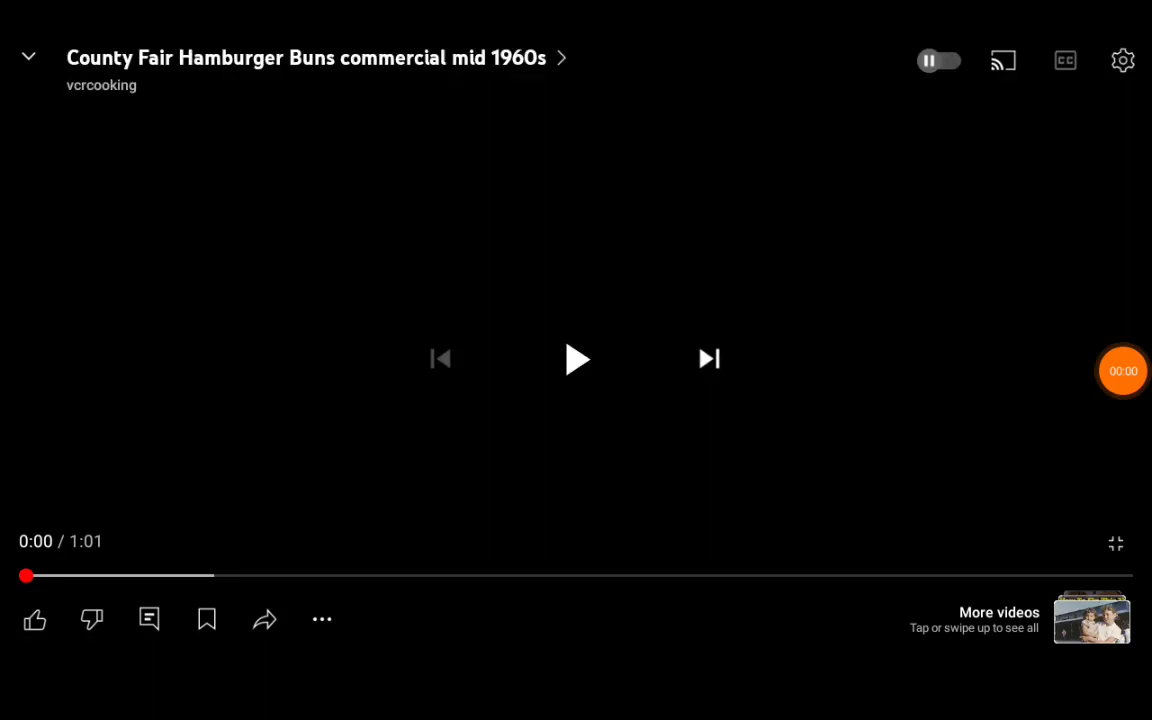 County Fair Hamburger Buns commercial mid 1960s
vcrcooking
CC
00:00
0:00 / 1:01
More videos
Tap or swipe up to see all